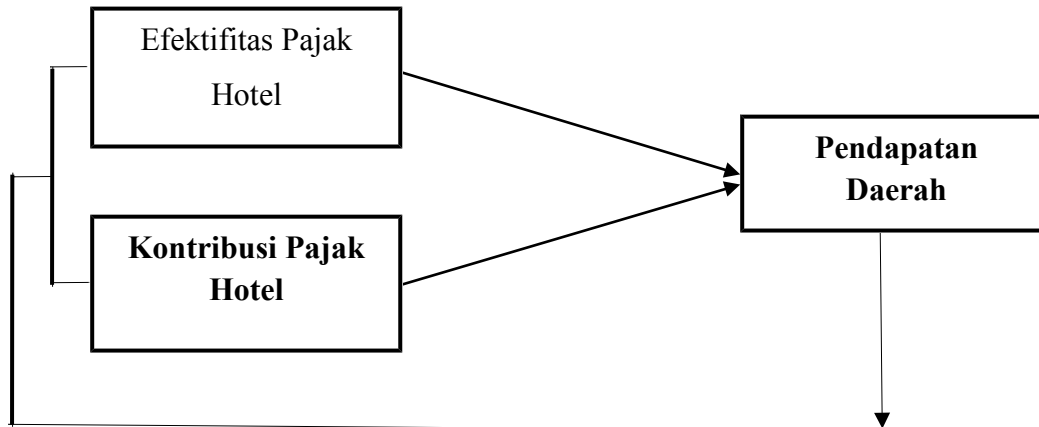 Efektifitas Pajak
Hotel
Pendapatan
Daerah
Kontribusi Pajak
Hotel